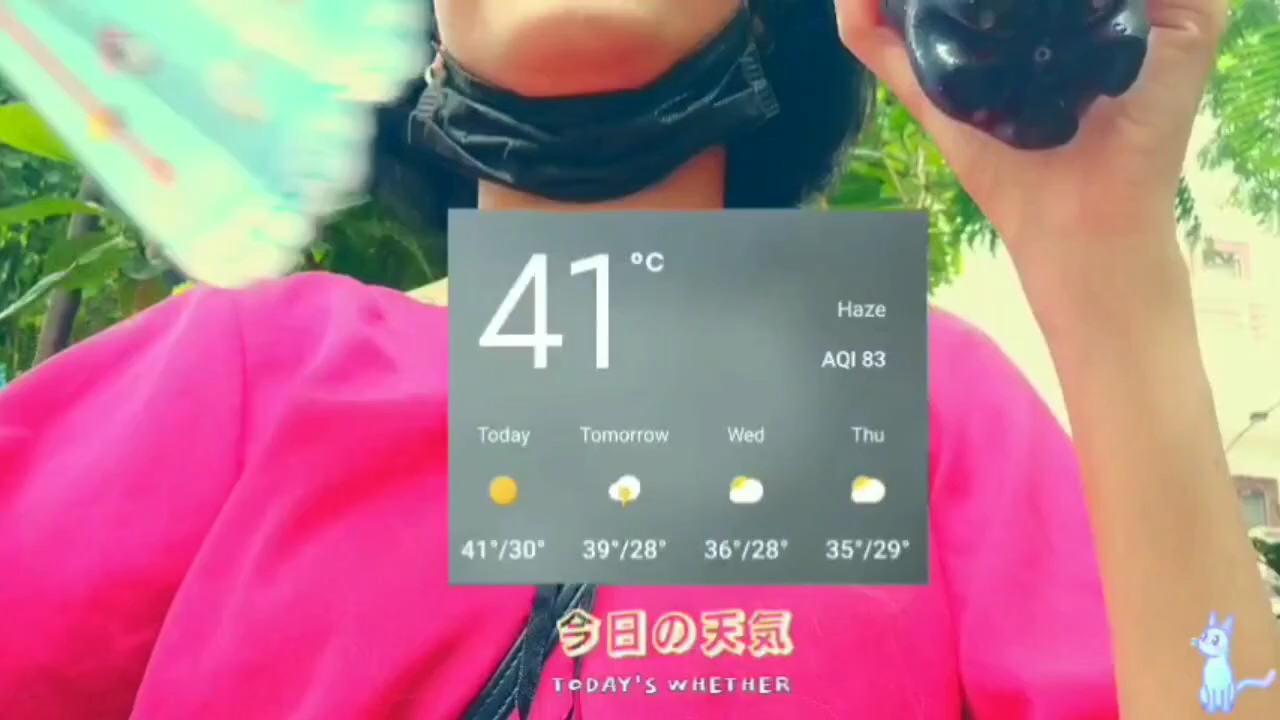 41 °C
Haze
AQI 83
Today Tomorrow Wed Thu
41°/30° 39°/28° 36°/28° 35°/29°
今日の天気
TODAY'S WHETHER